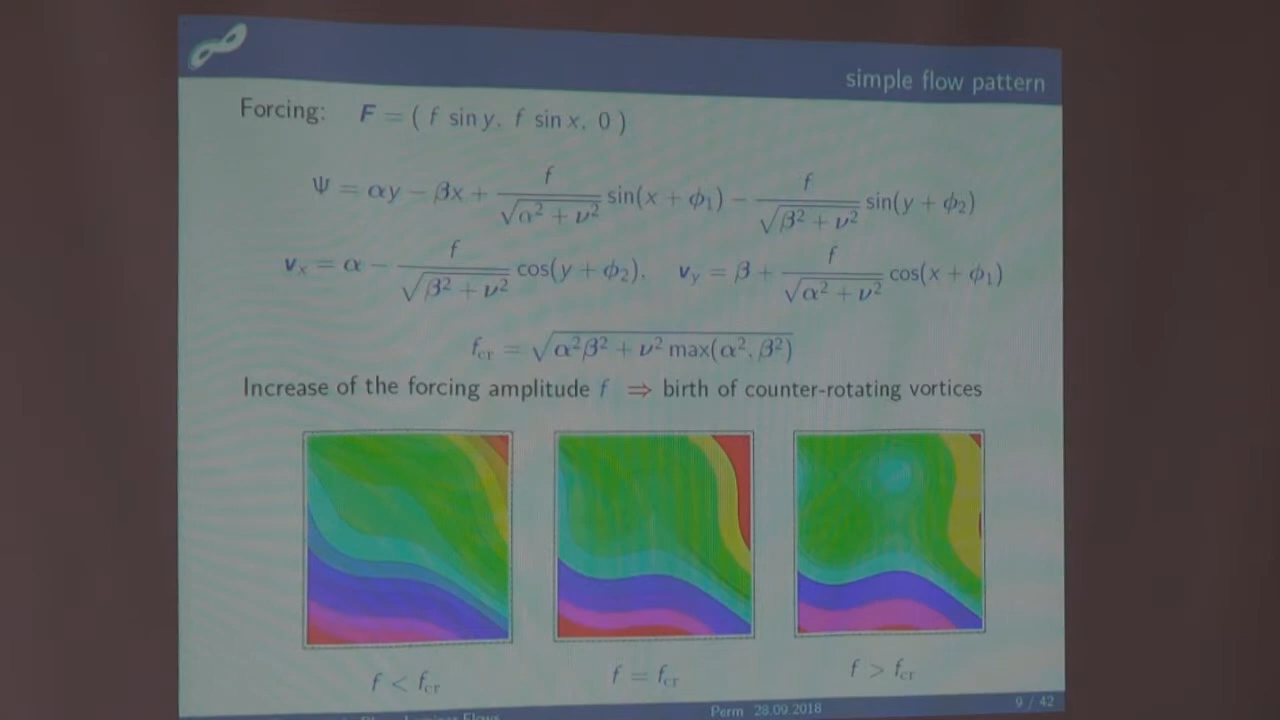 simple flow pattern
Forcing: F = ( f sin y, f sin x, 0 )
Ψ = αy − βx + f/√(α² + ν²) sin(x + ϕ₁) − f/√(β² + ν²) sin(y + ϕ₂)
vₓ = α − f/√(β² + ν²) cos(y + ϕ₂), v_y = β + f/√(α² + ν²) cos(x + ϕ₁)
f_cr = √(α²β² + ν² max(α², β²))
Increase of the forcing amplitude f ⇒ birth of counter-rotating vortices
f < f_cr f = f_cr f > f_cr
Flows Perm 28.09.2018 9 / 42